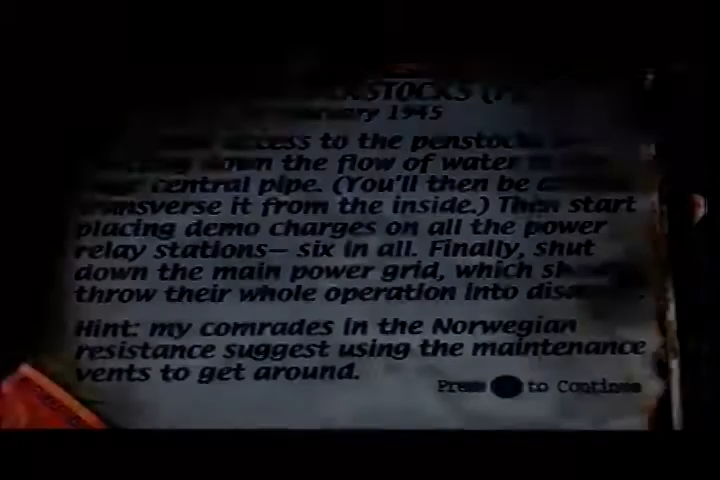 STOCKS
1945
access to the penstocks
down the flow of water
central pipe. (You'll then be
transverse it from the inside.) Then start
placing demo charges on all the power
relay stations— six in all. Finally, shut
down the main power grid, which
throw their whole operation into
Hint: my comrades in the Norwegian
resistance suggest using the maintenance
vents to get around.
Press to Continue